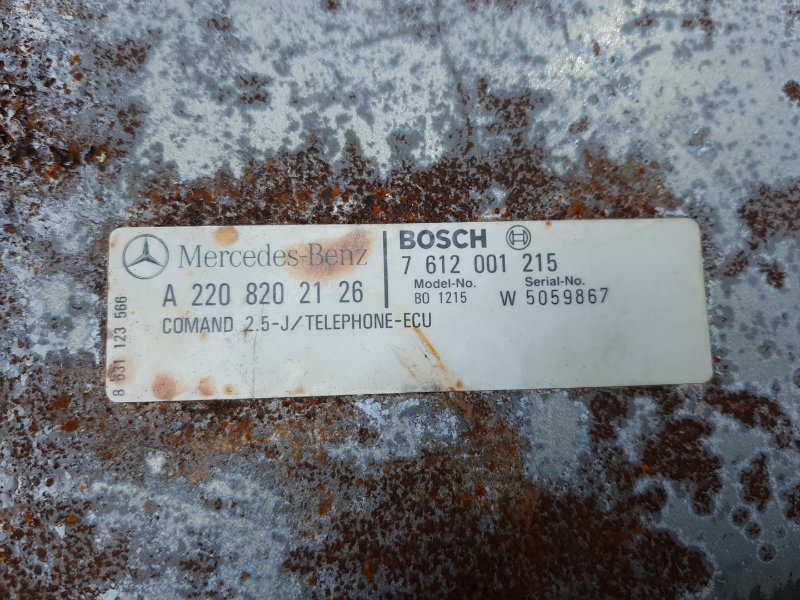 Mercedes-Benz
A 220 820 21 26
BOSCH
7 612 001 215
Model-No. Serial-No.
BO 1215 W 5059867
COMAND 2.5-J/TELEPHONE-ECU
8 631 123 566